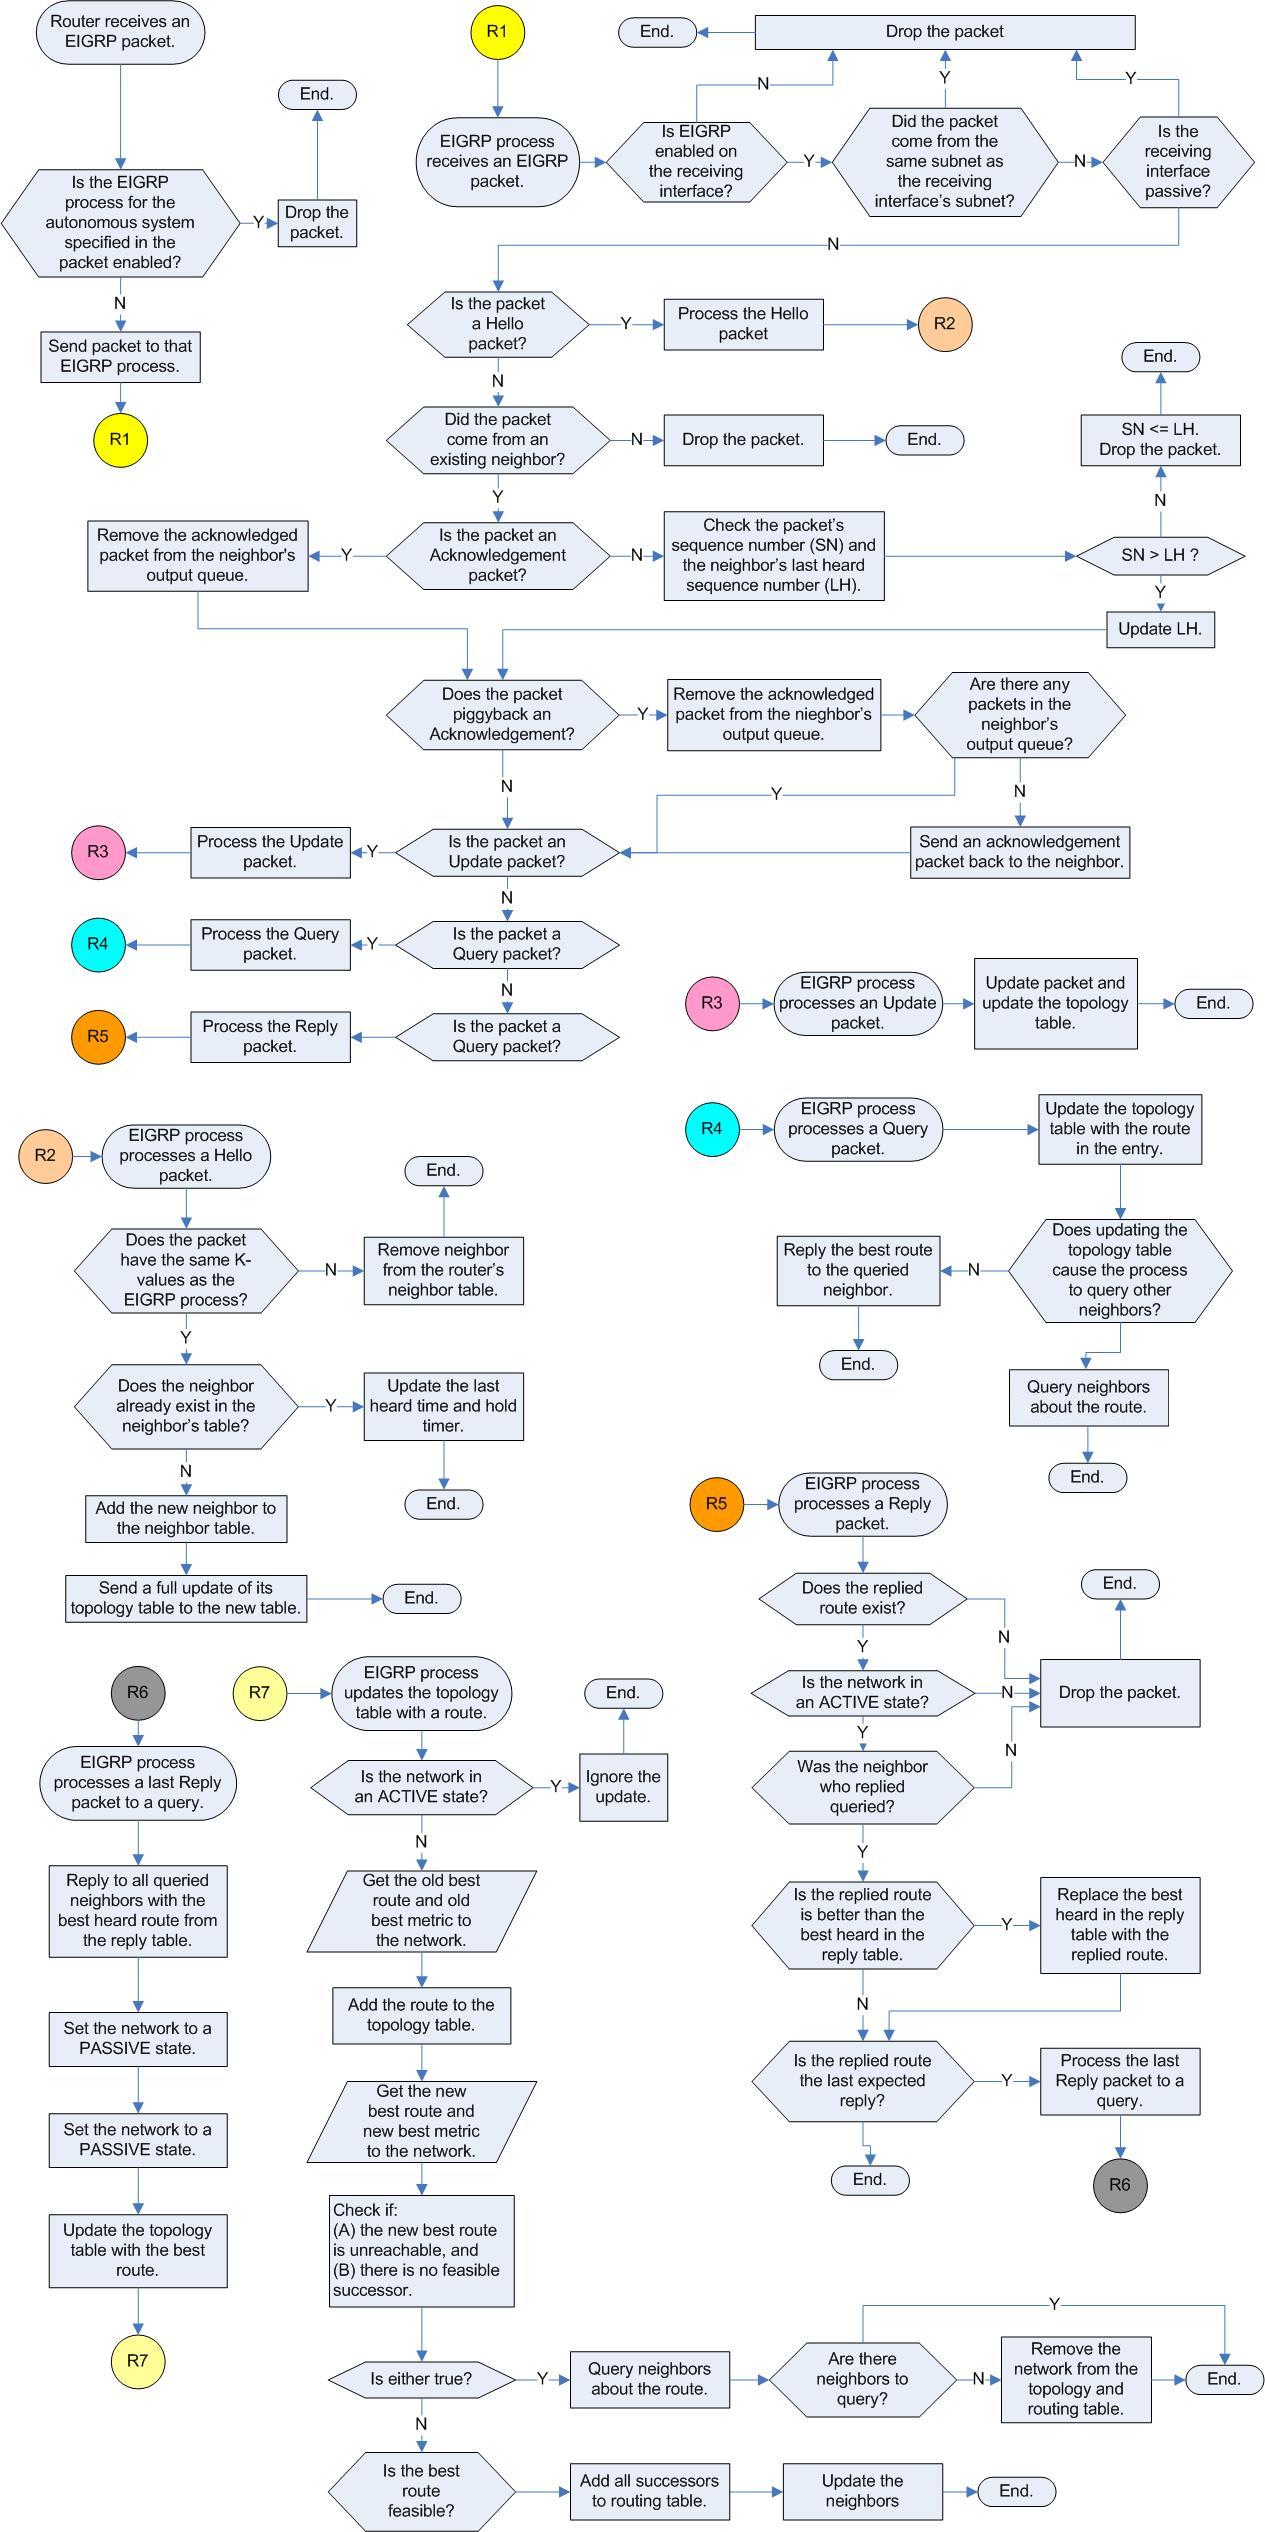 Router receives an
EIGRP packet.
End.
Is the EIGRP
process for the
autonomous system
specified in the
packet enabled?
Y
Drop the
packet.
N
Send packet to that
EIGRP process.
R1
R1
EIGRP process
receives an EIGRP
packet.
End.
Drop the packet
N
Y
Y
Is EIGRP
enabled on
the receiving
interface?
Y
Did the packet
come from the
same subnet as
the receiving
interface's subnet?
N
Is the
receiving
interface
passive?
N
Is the packet
a Hello
packet?
Y
Process the Hello
packet
R2
N
Did the packet
come from an
existing neighbor?
N
Drop the packet.
End.
End.
SN <= LH.
Drop the packet.
N
Y
Remove the acknowledged
packet from the neighbor's
output queue.
Y
Is the packet an
Acknowledgement
packet?
N
Check the packet's
sequence number (SN) and
the neighbor's last heard
sequence number (LH).
SN > LH ?
Y
Update LH.
Does the packet
piggyback an
Acknowledgement?
Y
Remove the acknowledged
packet from the nieghbor's
output queue.
Are there any
packets in the
neighbor's
output queue?
N
Y
N
R3
Process the Update
packet.
Y
Is the packet an
Update packet?
Send an acknowledgement
packet back to the neighbor.
N
R4
Process the Query
packet.
Y
Is the packet a
Query packet?
N
R5
Process the Reply
packet.
Is the packet a
Query packet?
R3
EIGRP process
processes an Update
packet.
Update packet and
update the topology
table.
End.
R4
EIGRP process
processes a Query
packet.
Update the topology
table with the route
in the entry.
Does updating the
topology table
cause the process
to query other
neighbors?
N
Reply the best route
to the queried
neighbor.
End.
Query neighbors
about the route.
End.
R2
EIGRP process
processes a Hello
packet.
End.
Does the packet
have the same K-
values as the
EIGRP process?
N
Remove neighbor
from the router's
neighbor table.
Y
Does the neighbor
already exist in the
neighbor's table?
Y
Update the last
heard time and hold
timer.
End.
N
Add the new neighbor to
the neighbor table.
Send a full update of its
topology table to the new table.
End.
R5
EIGRP process
processes a Reply
packet.
Does the replied
route exist?
N
End.
Y
Is the network in
an ACTIVE state?
N
Drop the packet.
Y
Was the neighbor
who replied
queried?
N
Y
Is the replied route
is better than the
best heard in the
reply table.
Y
Replace the best
heard in the reply
table with the
replied route.
N
Is the replied route
the last expected
reply?
Y
Process the last
Reply packet to a
query.
End.
R6
R6
EIGRP process
processes a last Reply
packet to a query.
Reply to all queried
neighbors with the
best heard route from
the reply table.
Set the network to a
PASSIVE state.
Set the network to a
PASSIVE state.
Update the topology
table with the best
route.
R7
R7
EIGRP process
updates the topology
table with a route.
End.
Is the network in
an ACTIVE state?
Y
Ignore the
update.
N
Get the old best
route and old
best metric to
the network.
Add the route to the
topology table.
Get the new
best route and
new best metric
to the network.
Check if:
(A) the new best route
is unreachable, and
(B) there is no feasible
successor.
Is either true?
Y
Query neighbors
about the route.
Are there
neighbors to
query?
Y
N
Remove the
network from the
topology and
routing table.
End.
N
Is the best
route
feasible?
Add all successors
to routing table.
Update the
neighbors
End.